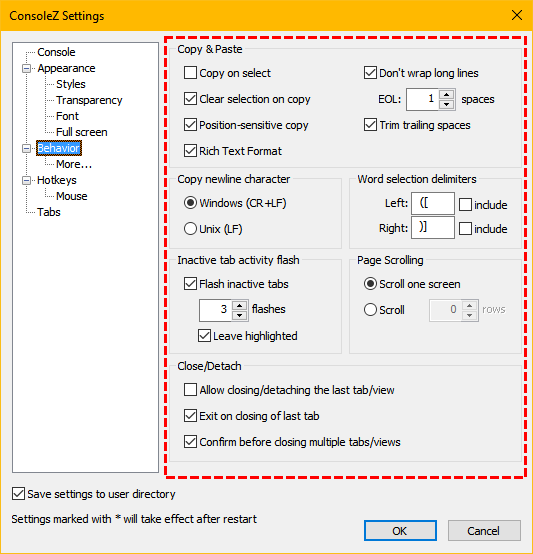 ConsoleZ Settings
Console
Appearance
Styles
Transparency
Font
Full screen
Behavior
More...
Hotkeys
Mouse
Tabs
Copy & Paste
Copy on select
Don't wrap long lines
Clear selection on copy
EOL: 1 spaces
Position-sensitive copy
Trim trailing spaces
Rich Text Format
Copy newline character
Windows (CR+LF)
Unix (LF)
Word selection delimiters
Left: ([ include
Right: )] include
Inactive tab activity flash
Flash inactive tabs
3 flashes
Leave highlighted
Page Scrolling
Scroll one screen
Scroll 0 rows
Close/Detach
Allow closing/detaching the last tab/view
Exit on closing of last tab
Confirm before closing multiple tabs/views
Save settings to user directory
Settings marked with * will take effect after restart
OK
Cancel